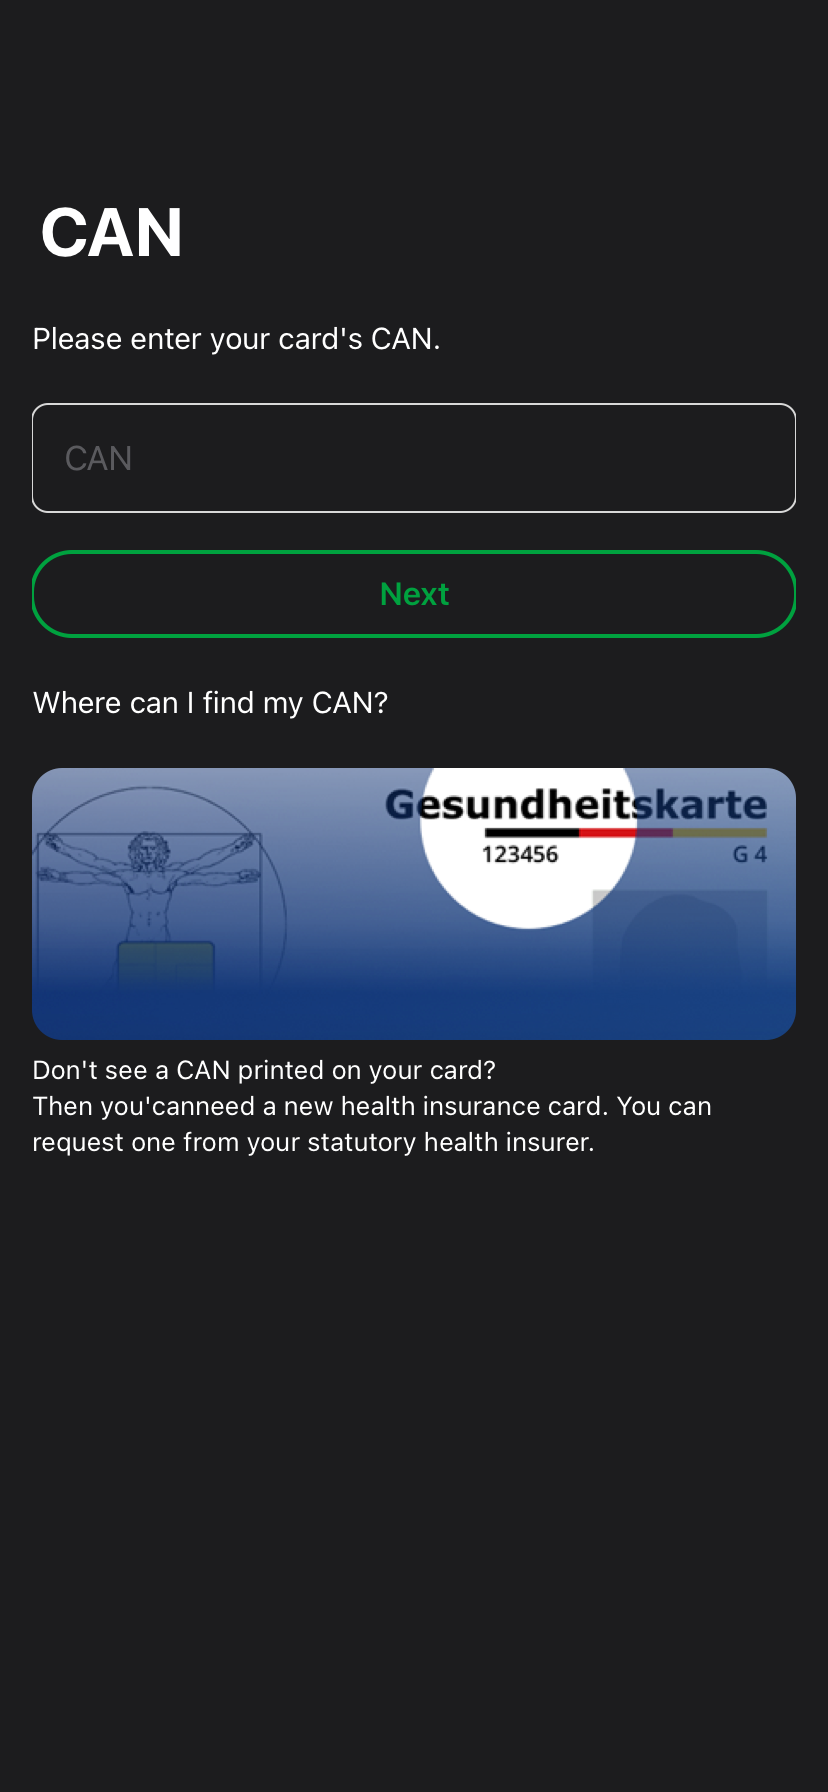 CAN
Please enter your card's CAN.
CAN
Next
Where can I find my CAN?
Gesundheitskarte
123456 G 4
Don't see a CAN printed on your card?
Then you'canneed a new health insurance card. You can
request one from your statutory health insurer.